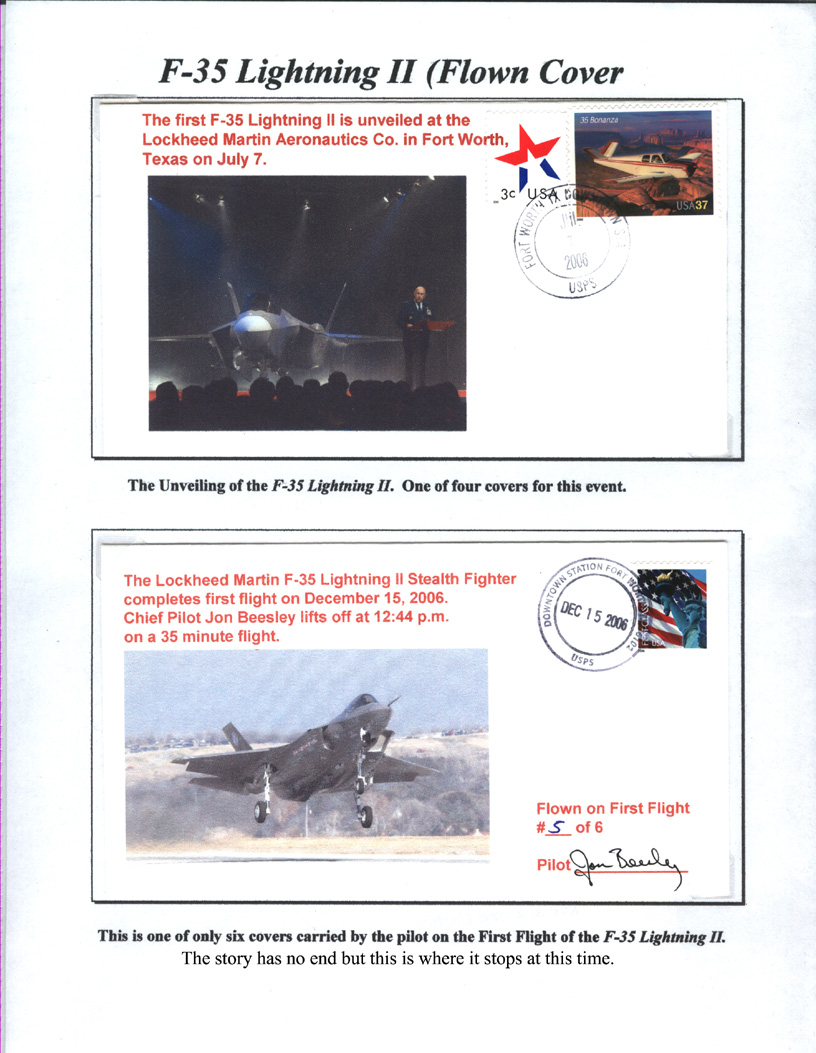 F-35 Lightning II (Flown Cover
The first F-35 Lightning II is unveiled at the
Lockheed Martin Aeronautics Co. in Fort Worth,
Texas on July 7.
35 Bonanza
USA37
3c USA
FORT WORTH TX DOWNTOWN STA
2006
USPS
The Unveiling of the F-35 Lightning II. One of four covers for this event.
The Lockheed Martin F-35 Lightning II Stealth Fighter
completes first flight on December 15, 2006.
Chief Pilot Jon Beesley lifts off at 12:44 p.m.
on a 35 minute flight.
DOWNTOWN STATION FORT WORTH
DEC 15 2006
USPS
USA
Flown on First Flight
#5 of 6
Pilot Jon Beesley
This is one of only six covers carried by the pilot on the First Flight of the F-35 Lightning II.
The story has no end but this is where it stops at this time.